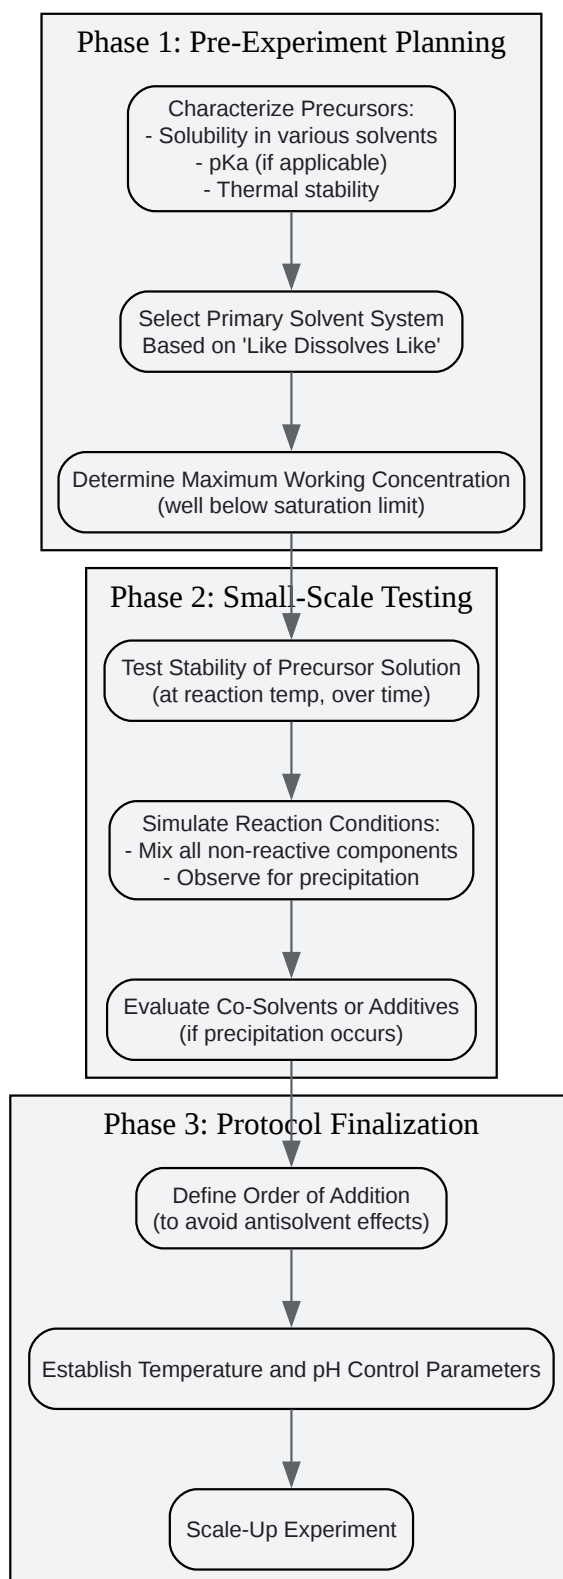 Phase 1: Pre-Experiment Planning
Characterize Precursors:
- Solubility in various solvents
- pKa (if applicable)
- Thermal stability
Select Primary Solvent System
Based on 'Like Dissolves Like'
Determine Maximum Working Concentration
(well below saturation limit)
Phase 2: Small-Scale Testing
Test Stability of Precursor Solution
(at reaction temp, over time)
Simulate Reaction Conditions:
- Mix all non-reactive components
- Observe for precipitation
Evaluate Co-Solvents or Additives
(if precipitation occurs)
Phase 3: Protocol Finalization
Define Order of Addition
(to avoid antisolvent effects)
Establish Temperature and pH Control Parameters
Scale-Up Experiment